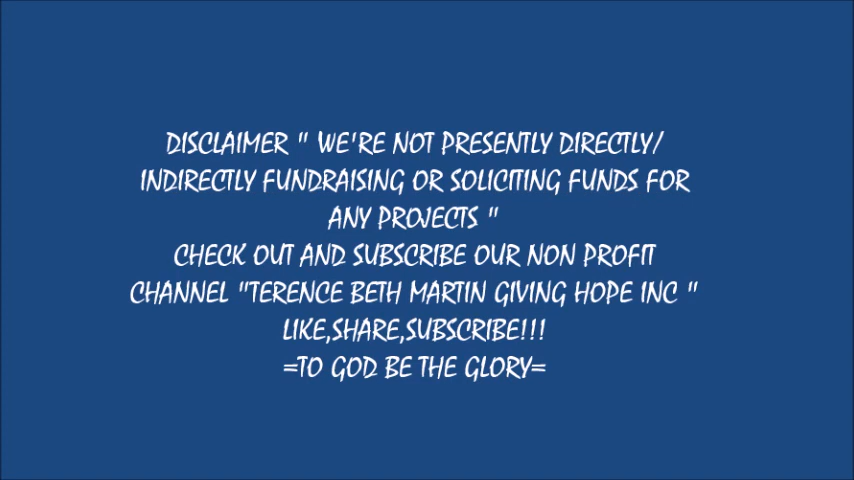 DISCLAIMER " WE'RE NOT PRESENTLY DIRECTLY/
INDIRECTLY FUNDRAISING OR SOLICITING FUNDS FOR
ANY PROJECTS "
CHECK OUT AND SUBSCRIBE OUR NON PROFIT
CHANNEL "TERENCE BETH MARTIN GIVING HOPE INC "
LIKE,SHARE,SUBSCRIBE!!!
=TO GOD BE THE GLORY=